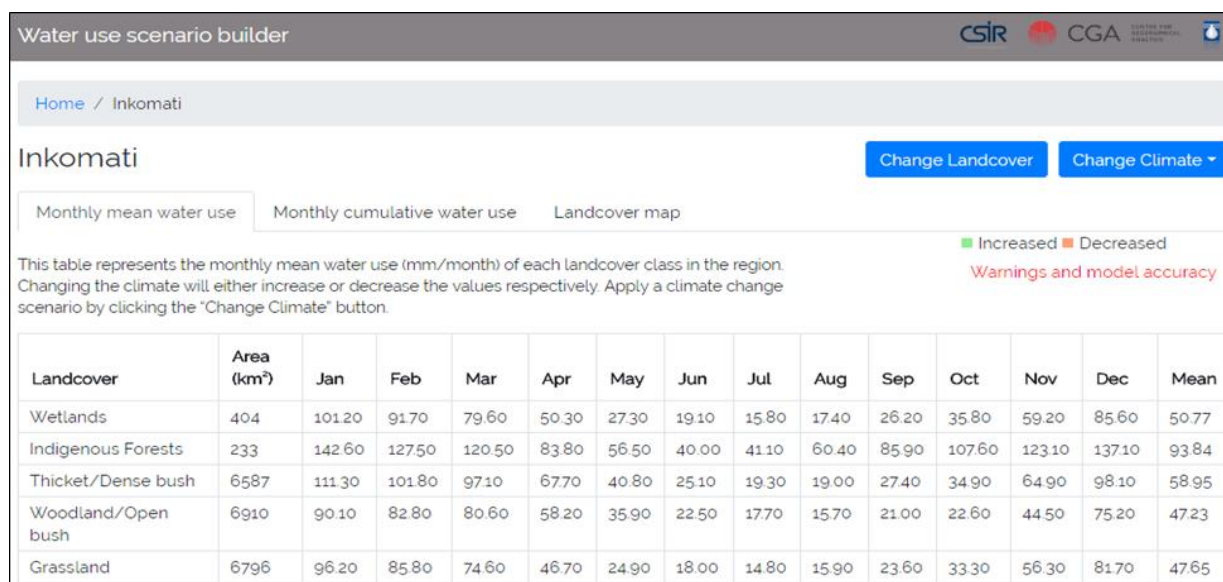 Water use scenario builder
CSIR CGA
Home / Inkomati
Inkomati
Change Landcover Change Climate
Monthly mean water use Monthly cumulative water use Landcover map
Increased Decreased
Warnings and model accuracy
This table represents the monthly mean water use (mm/month) of each landcover class in the region.
Changing the climate will either increase or decrease the values respectively. Apply a climate change
scenario by clicking the "Change Climate" button.
Landcover Area (km²) Jan Feb Mar Apr May Jun Jul Aug Sep Oct Nov Dec Mean
Wetlands 404 101.20 91.70 79.60 50.30 27.30 19.10 15.80 17.40 26.20 35.80 59.20 85.60 50.77
Indigenous Forests 233 142.60 127.50 120.50 83.80 56.50 40.00 41.10 60.40 85.90 107.60 123.10 137.10 93.84
Thicket/Dense bush 6587 111.30 101.80 97.10 67.70 40.80 25.10 19.30 19.00 27.40 34.90 64.90 98.10 58.95
Woodland/Open bush 6910 90.10 82.80 80.60 58.20 35.90 22.50 17.70 15.70 21.00 22.60 44.50 75.20 47.23
Grassland 6796 96.20 85.80 74.60 46.70 24.90 18.00 14.80 15.90 23.60 33.30 56.30 81.70 47.65